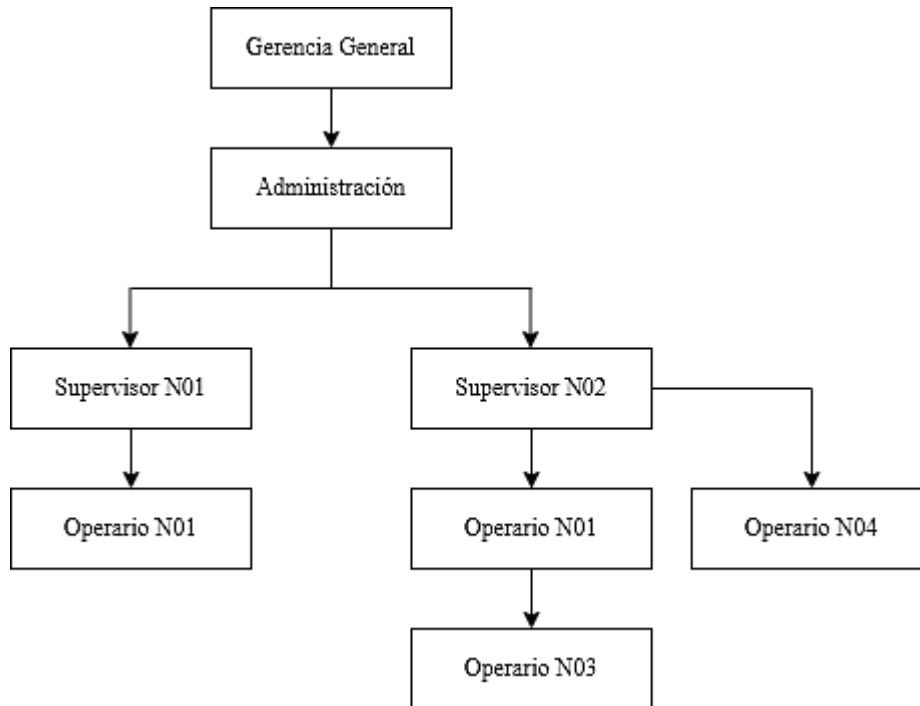 Gerencia General
Administración
Supervisor N01
Supervisor N02
Operario N01
Operario N01
Operario N04
Operario N03